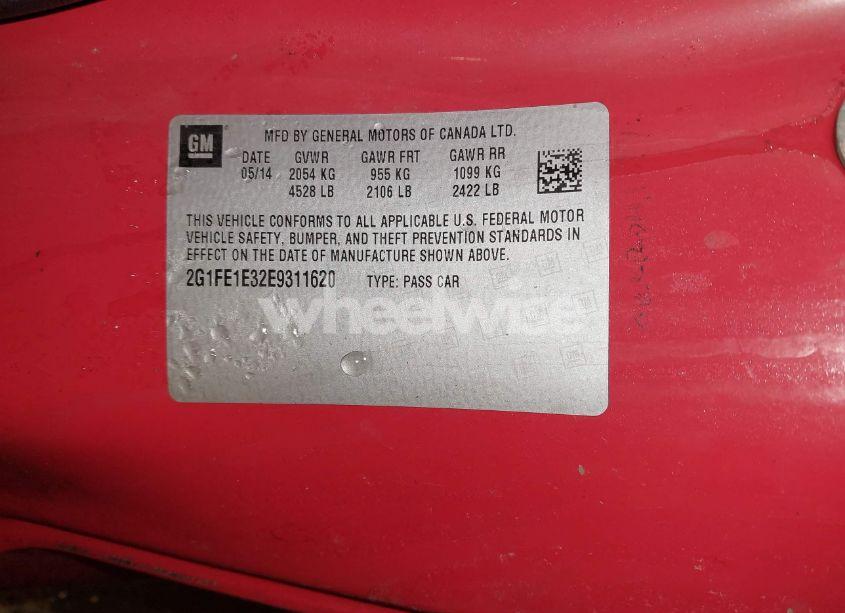 GM
MFD BY GENERAL MOTORS OF CANADA LTD.
DATE GVWR GAWR FRT GAWR RR
05/14 2054 KG 955 KG 1099 KG
4528 LB 2106 LB 2422 LB
THIS VEHICLE CONFORMS TO ALL APPLICABLE U.S. FEDERAL MOTOR
VEHICLE SAFETY, BUMPER, AND THEFT PREVENTION STANDARDS IN
EFFECT ON THE DATE OF MANUFACTURE SHOWN ABOVE.
2G1FE1E32E9311620 TYPE: PASS CAR
wheelwise